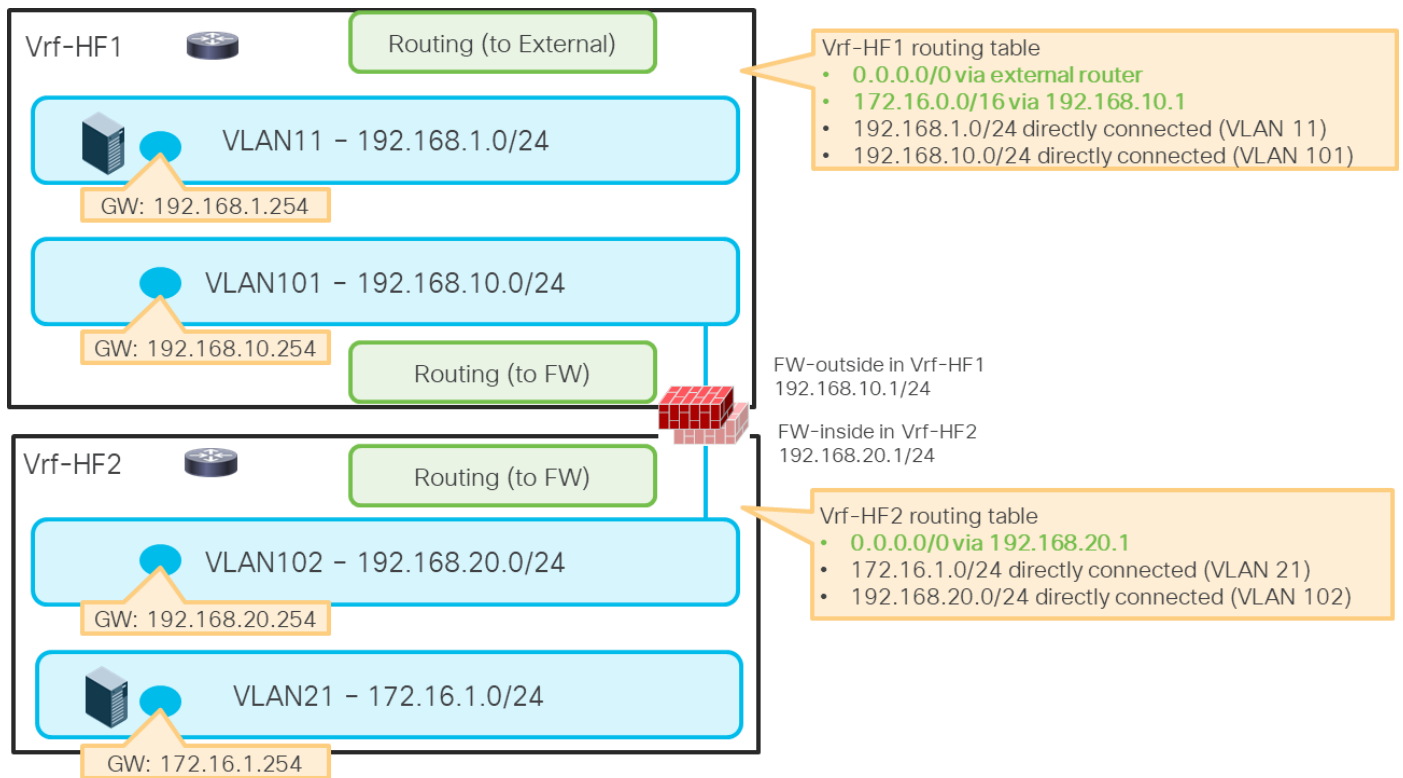 Vrf-HF1
Routing (to External)
VLAN11 – 192.168.1.0/24
GW: 192.168.1.254
VLAN101 – 192.168.10.0/24
GW: 192.168.10.254
Routing (to FW)
Vrf-HF1 routing table
• 0.0.0.0/0 via external router
• 172.16.0.0/16 via 192.168.10.1
• 192.168.1.0/24 directly connected (VLAN 11)
• 192.168.10.0/24 directly connected (VLAN 101)
FW-outside in Vrf-HF1
192.168.10.1/24
FW-inside in Vrf-HF2
192.168.20.1/24
Vrf-HF2
Routing (to FW)
VLAN102 – 192.168.20.0/24
GW: 192.168.20.254
VLAN21 – 172.16.1.0/24
GW: 172.16.1.254
Vrf-HF2 routing table
• 0.0.0.0/0 via 192.168.20.1
• 172.16.1.0/24 directly connected (VLAN 21)
• 192.168.20.0/24 directly connected (VLAN 102)